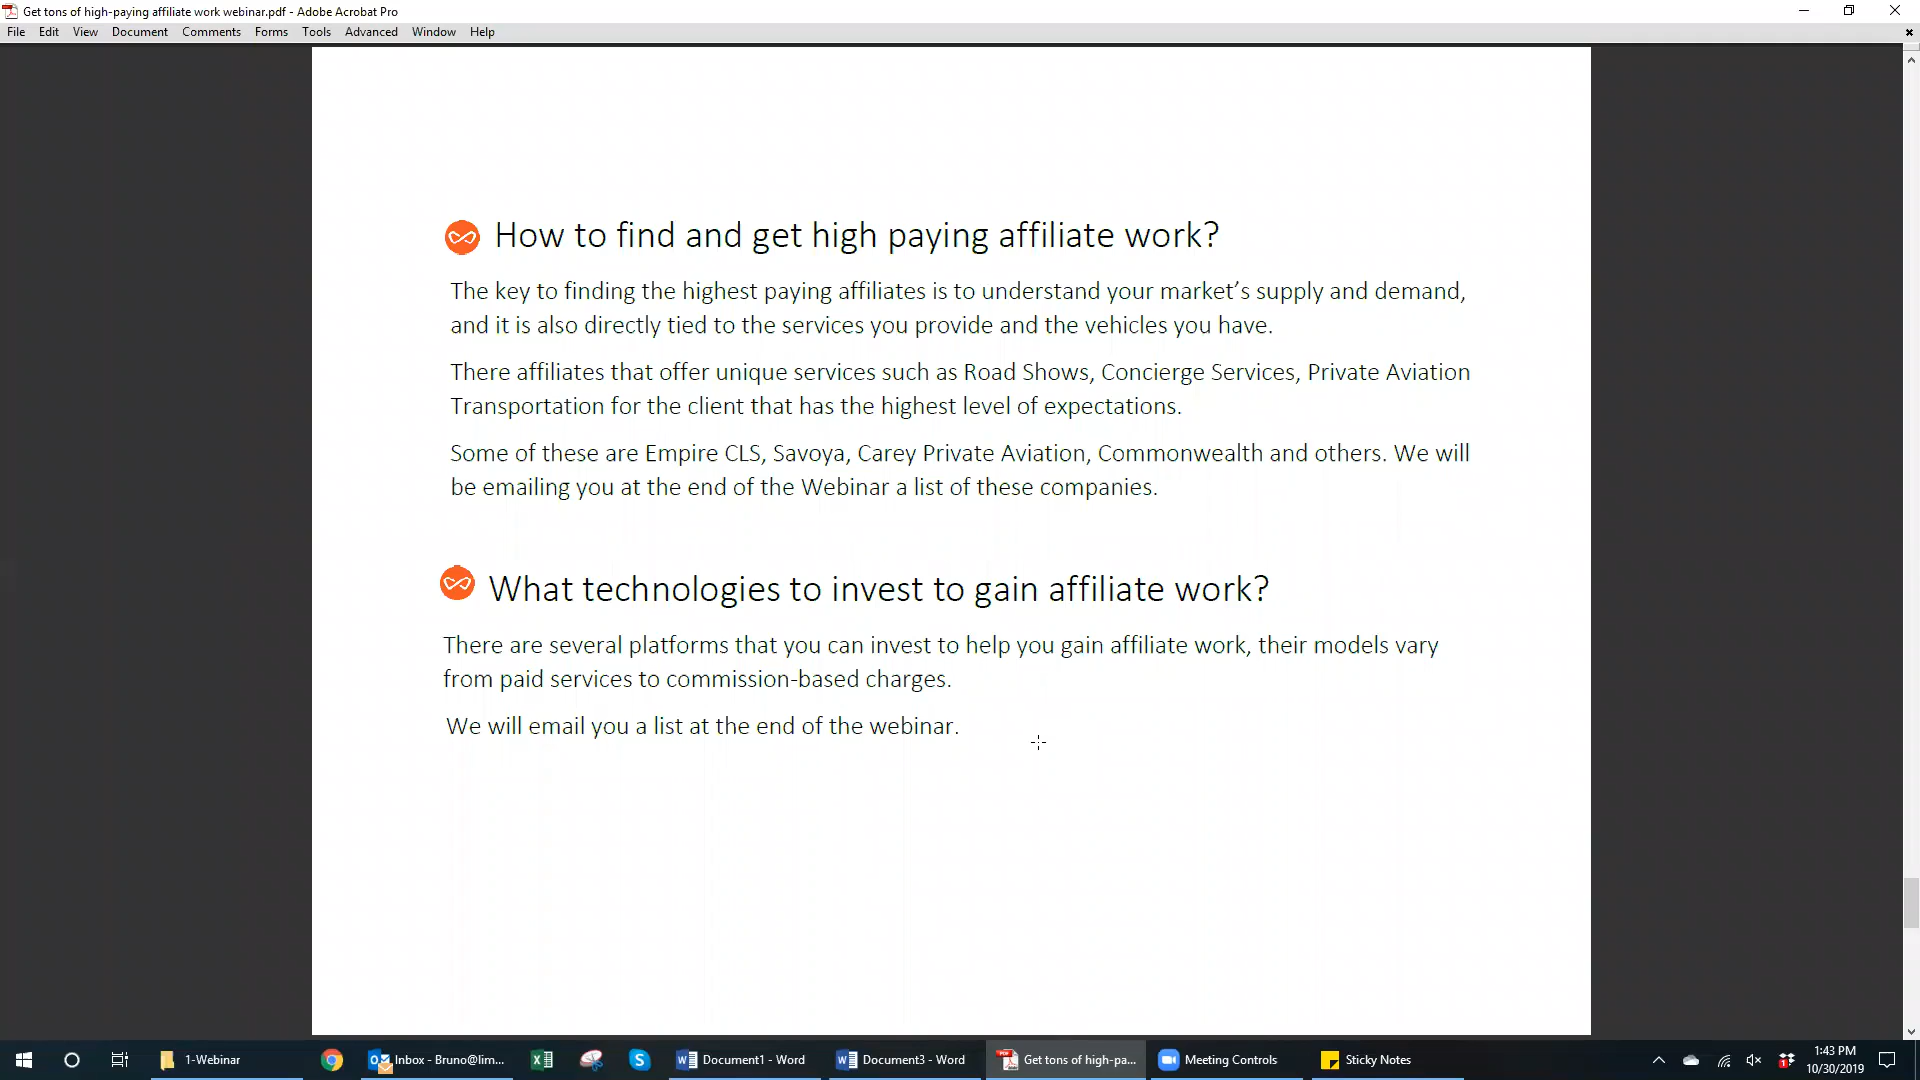 Get tons of high-paying affiliate work webinar.pdf - Adobe Acrobat Pro
File Edit View Document Comments Forms Tools Advanced Window Help
How to find and get high paying affiliate work?
The key to finding the highest paying affiliates is to understand your market’s supply and demand,
and it is also directly tied to the services you provide and the vehicles you have.
There affiliates that offer unique services such as Road Shows, Concierge Services, Private Aviation
Transportation for the client that has the highest level of expectations.
Some of these are Empire CLS, Savoya, Carey Private Aviation, Commonwealth and others. We will
be emailing you at the end of the Webinar a list of these companies.
What technologies to invest to gain affiliate work?
There are several platforms that you can invest to help you gain affiliate work, their models vary
from paid services to commission-based charges.
We will email you a list at the end of the webinar.
1-Webinar Inbox - Bruno@lim... Document1 - Word Document3 - Word Get tons of high-pa... Meeting Controls Sticky Notes
1:43 PM
10/30/2019